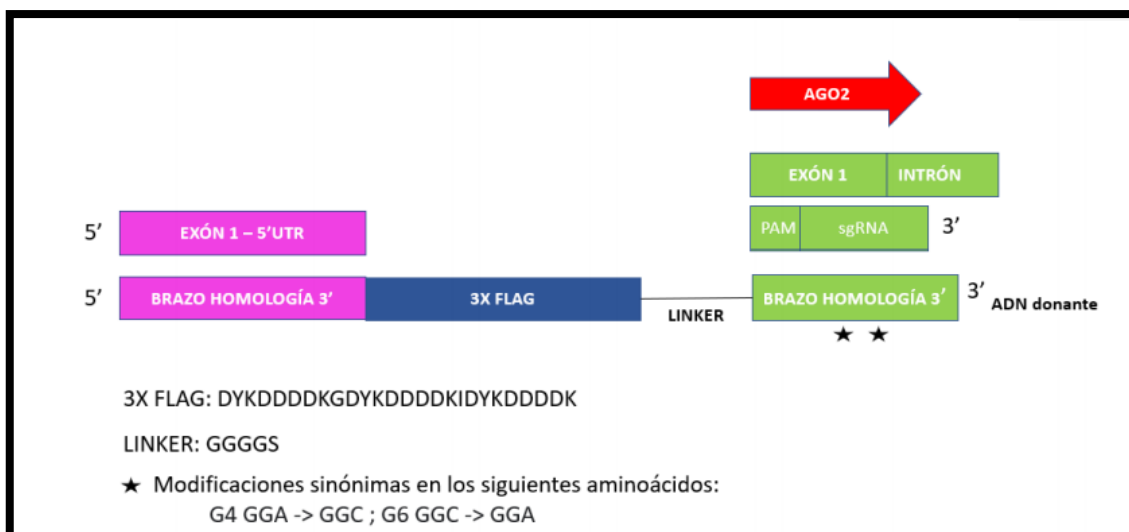 AGO2
EXÓN 1 INTRÓN
5’ EXÓN 1 – 5’UTR PAM sgRNA 3’
5’ BRAZO HOMOLOGÍA 3’ 3X FLAG LINKER BRAZO HOMOLOGÍA 3’ 3’ ADN donante
★ ★
3X FLAG: DYKDDDDKGDYKDDDDKIDYKDDDDK
LINKER: GGGGS
★ Modificaciones sinónimas en los siguientes aminoácidos:
G4 GGA -> GGC ; G6 GGC -> GGA